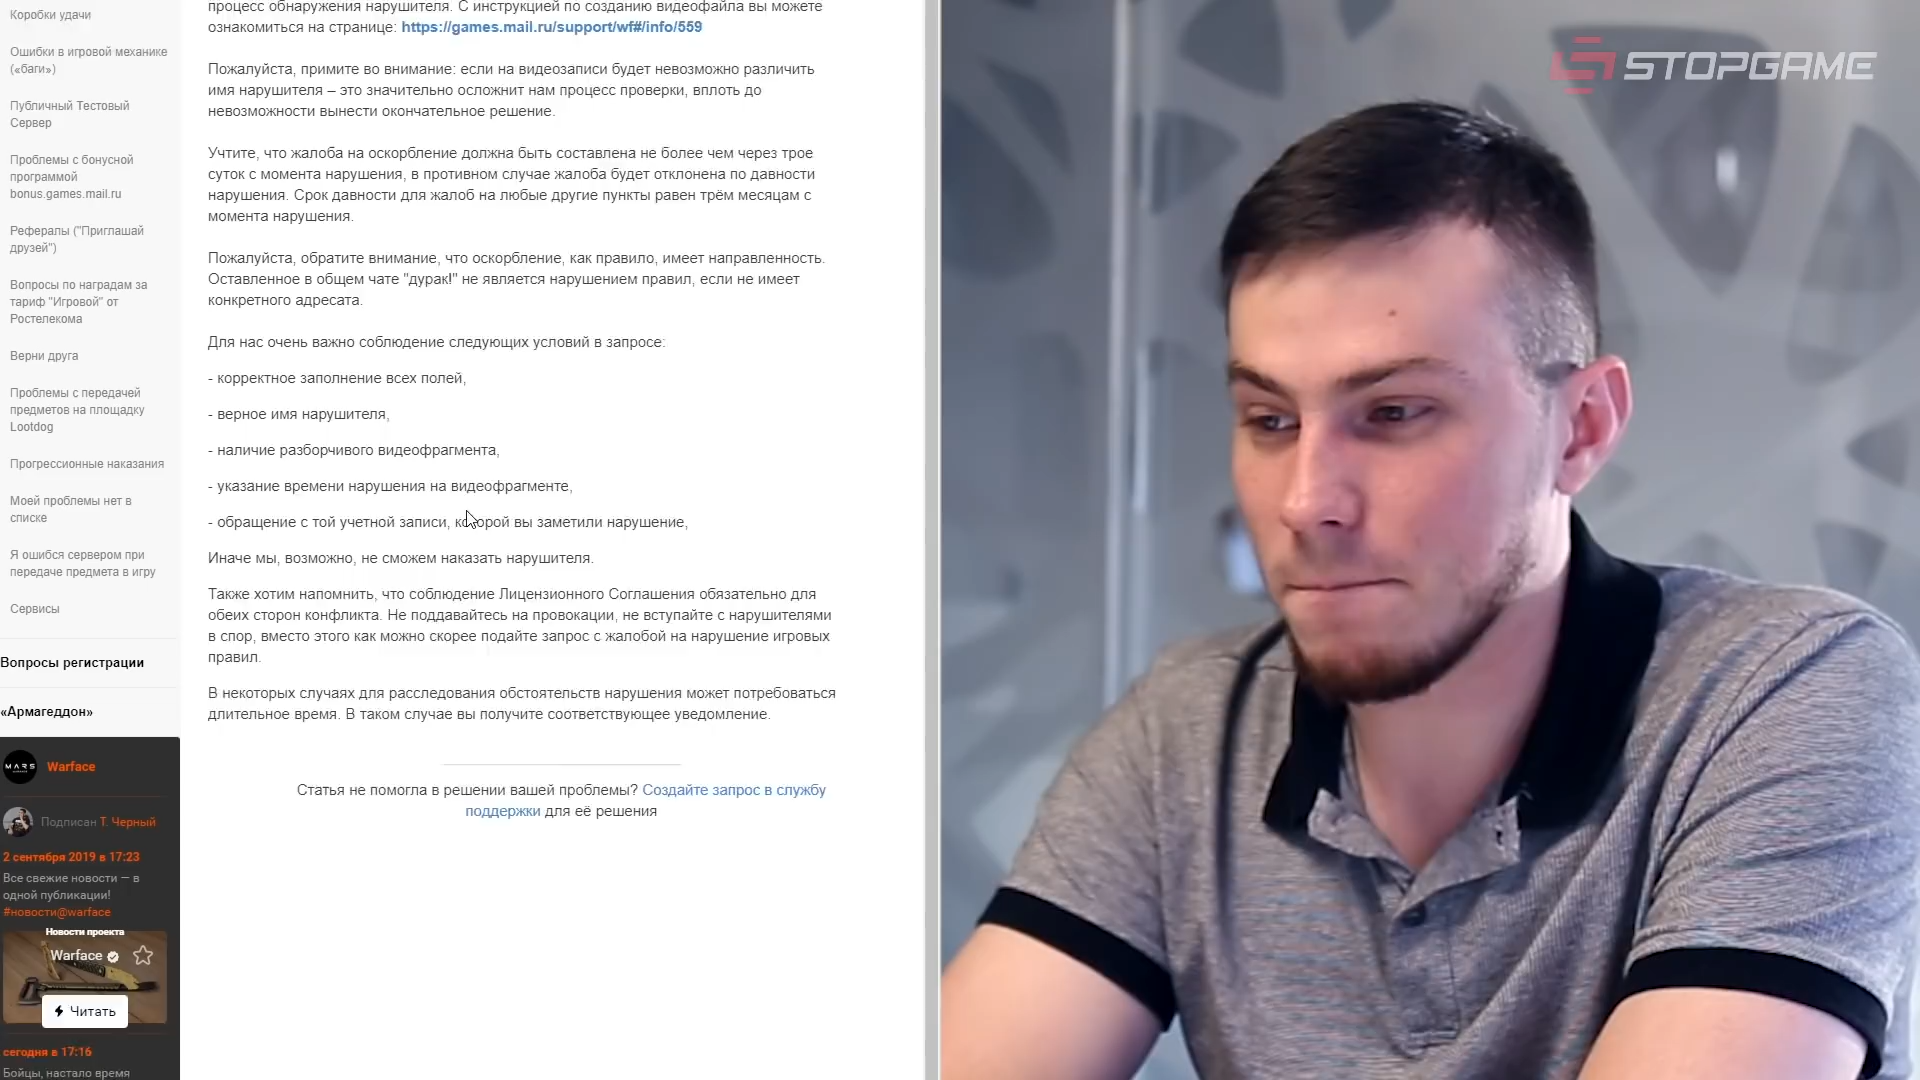 Коробки удачи
Ошибки в игровой механике
(«баги»)
Публичный Тестовый
Сервер
Проблемы с бонусной
программой
bonus.games.mail.ru
Рефералы ("Приглашай
друзей")
Вопросы по наградам за
тариф "Игровой" от
Ростелекома
Верни друга
Проблемы с передачей
предметов на площадку
Lootdog
Прогрессионные наказания
Моей проблемы нет в
списке
Я ошибся сервером при
передаче предмета в игру
Сервисы
Вопросы регистрации
«Армагеддон»
MARS
Warface
Подписан Т. Черный
2 сентября 2019 в 17:23
Все свежие новости — в
одной публикации!
#новости@warface
Новости проекта
Warface
Читать
сегодня в 17:16
Бойцы, настало время
процесс обнаружения нарушителя. С инструкцией по созданию видеофайла вы можете
ознакомиться на странице: https://games.mail.ru/support/wf#/info/559
Пожалуйста, примите во внимание: если на видеозаписи будет невозможно различить
имя нарушителя – это значительно осложнит нам процесс проверки, вплоть до
невозможности вынести окончательное решение.
Учтите, что жалоба на оскорбление должна быть составлена не более чем через трое
суток с момента нарушения, в противном случае жалоба будет отклонена по давности
нарушения. Срок давности для жалоб на любые другие пункты равен трём месяцам с
момента нарушения.
Пожалуйста, обратите внимание, что оскорбление, как правило, имеет направленность.
Оставленное в общем чате "дурак!" не является нарушением правил, если не имеет
конкретного адресата.
Для нас очень важно соблюдение следующих условий в запросе:
- корректное заполнение всех полей,
- верное имя нарушителя,
- наличие разборчивого видеофрагмента,
- указание времени нарушения на видеофрагменте,
- обращение с той учетной записи, которой вы заметили нарушение,
Иначе мы, возможно, не сможем наказать нарушителя.
Также хотим напомнить, что соблюдение Лицензионного Соглашения обязательно для
обеих сторон конфликта. Не поддавайтесь на провокации, не вступайте с нарушителями
в спор, вместо этого как можно скорее подайте запрос с жалобой на нарушение игровых
правил.
В некоторых случаях для расследования обстоятельств нарушения может потребоваться
длительное время. В таком случае вы получите соответствующее уведомление.
Статья не помогла в решении вашей проблемы? Создайте запрос в службу
поддержки для её решения
STOPGAME